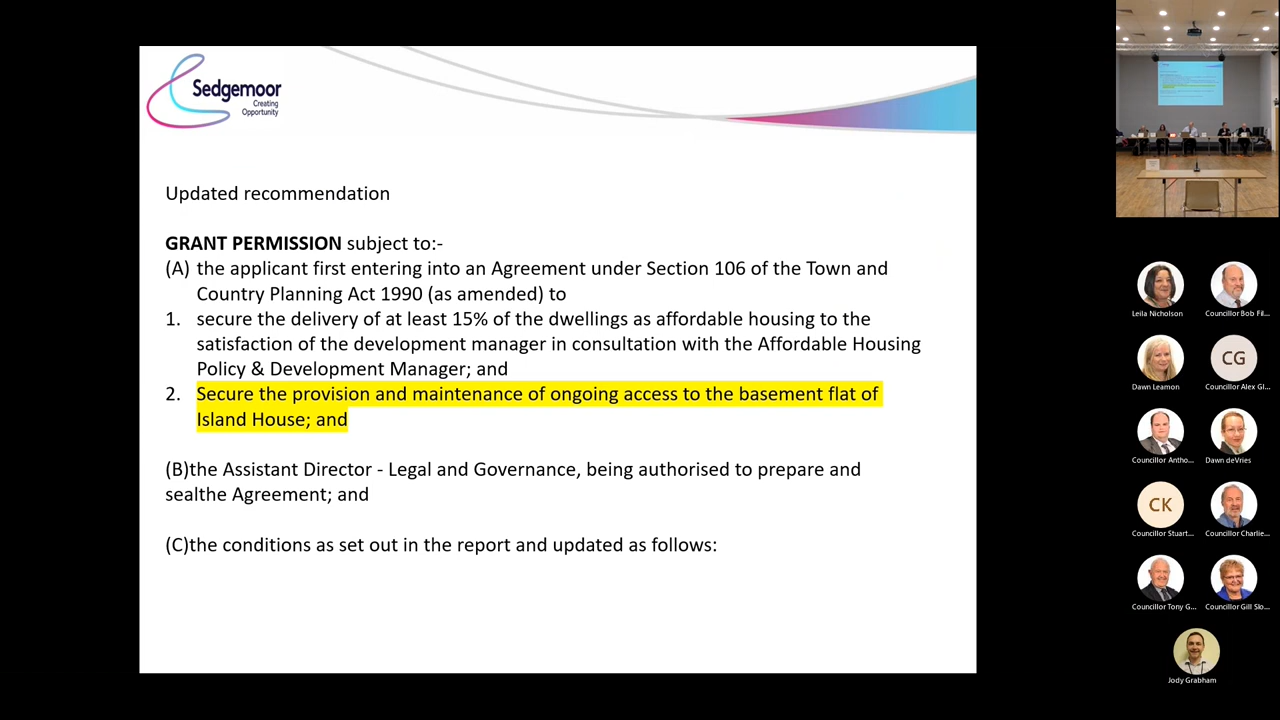 Sedgemoor
Creating
Opportunity
Updated recommendation
GRANT PERMISSION subject to:-
(A) the applicant first entering into an Agreement under Section 106 of the Town and
Country Planning Act 1990 (as amended) to
1. secure the delivery of at least 15% of the dwellings as affordable housing to the
satisfaction of the development manager in consultation with the Affordable Housing
Policy & Development Manager; and
2. Secure the provision and maintenance of ongoing access to the basement flat of
Island House; and
(B)the Assistant Director - Legal and Governance, being authorised to prepare and
sealthe Agreement; and
(C)the conditions as set out in the report and updated as follows:
Leila Nicholson
Councillor Bob Fil...
Dawn Leamon
CG
Councillor Alex Gl...
Councillor Antho...
Dawn deVries
CK
Councillor Stuart...
Councillor Charlie...
Councillor Tony G...
Councillor Gill Slo...
Jody Grabham